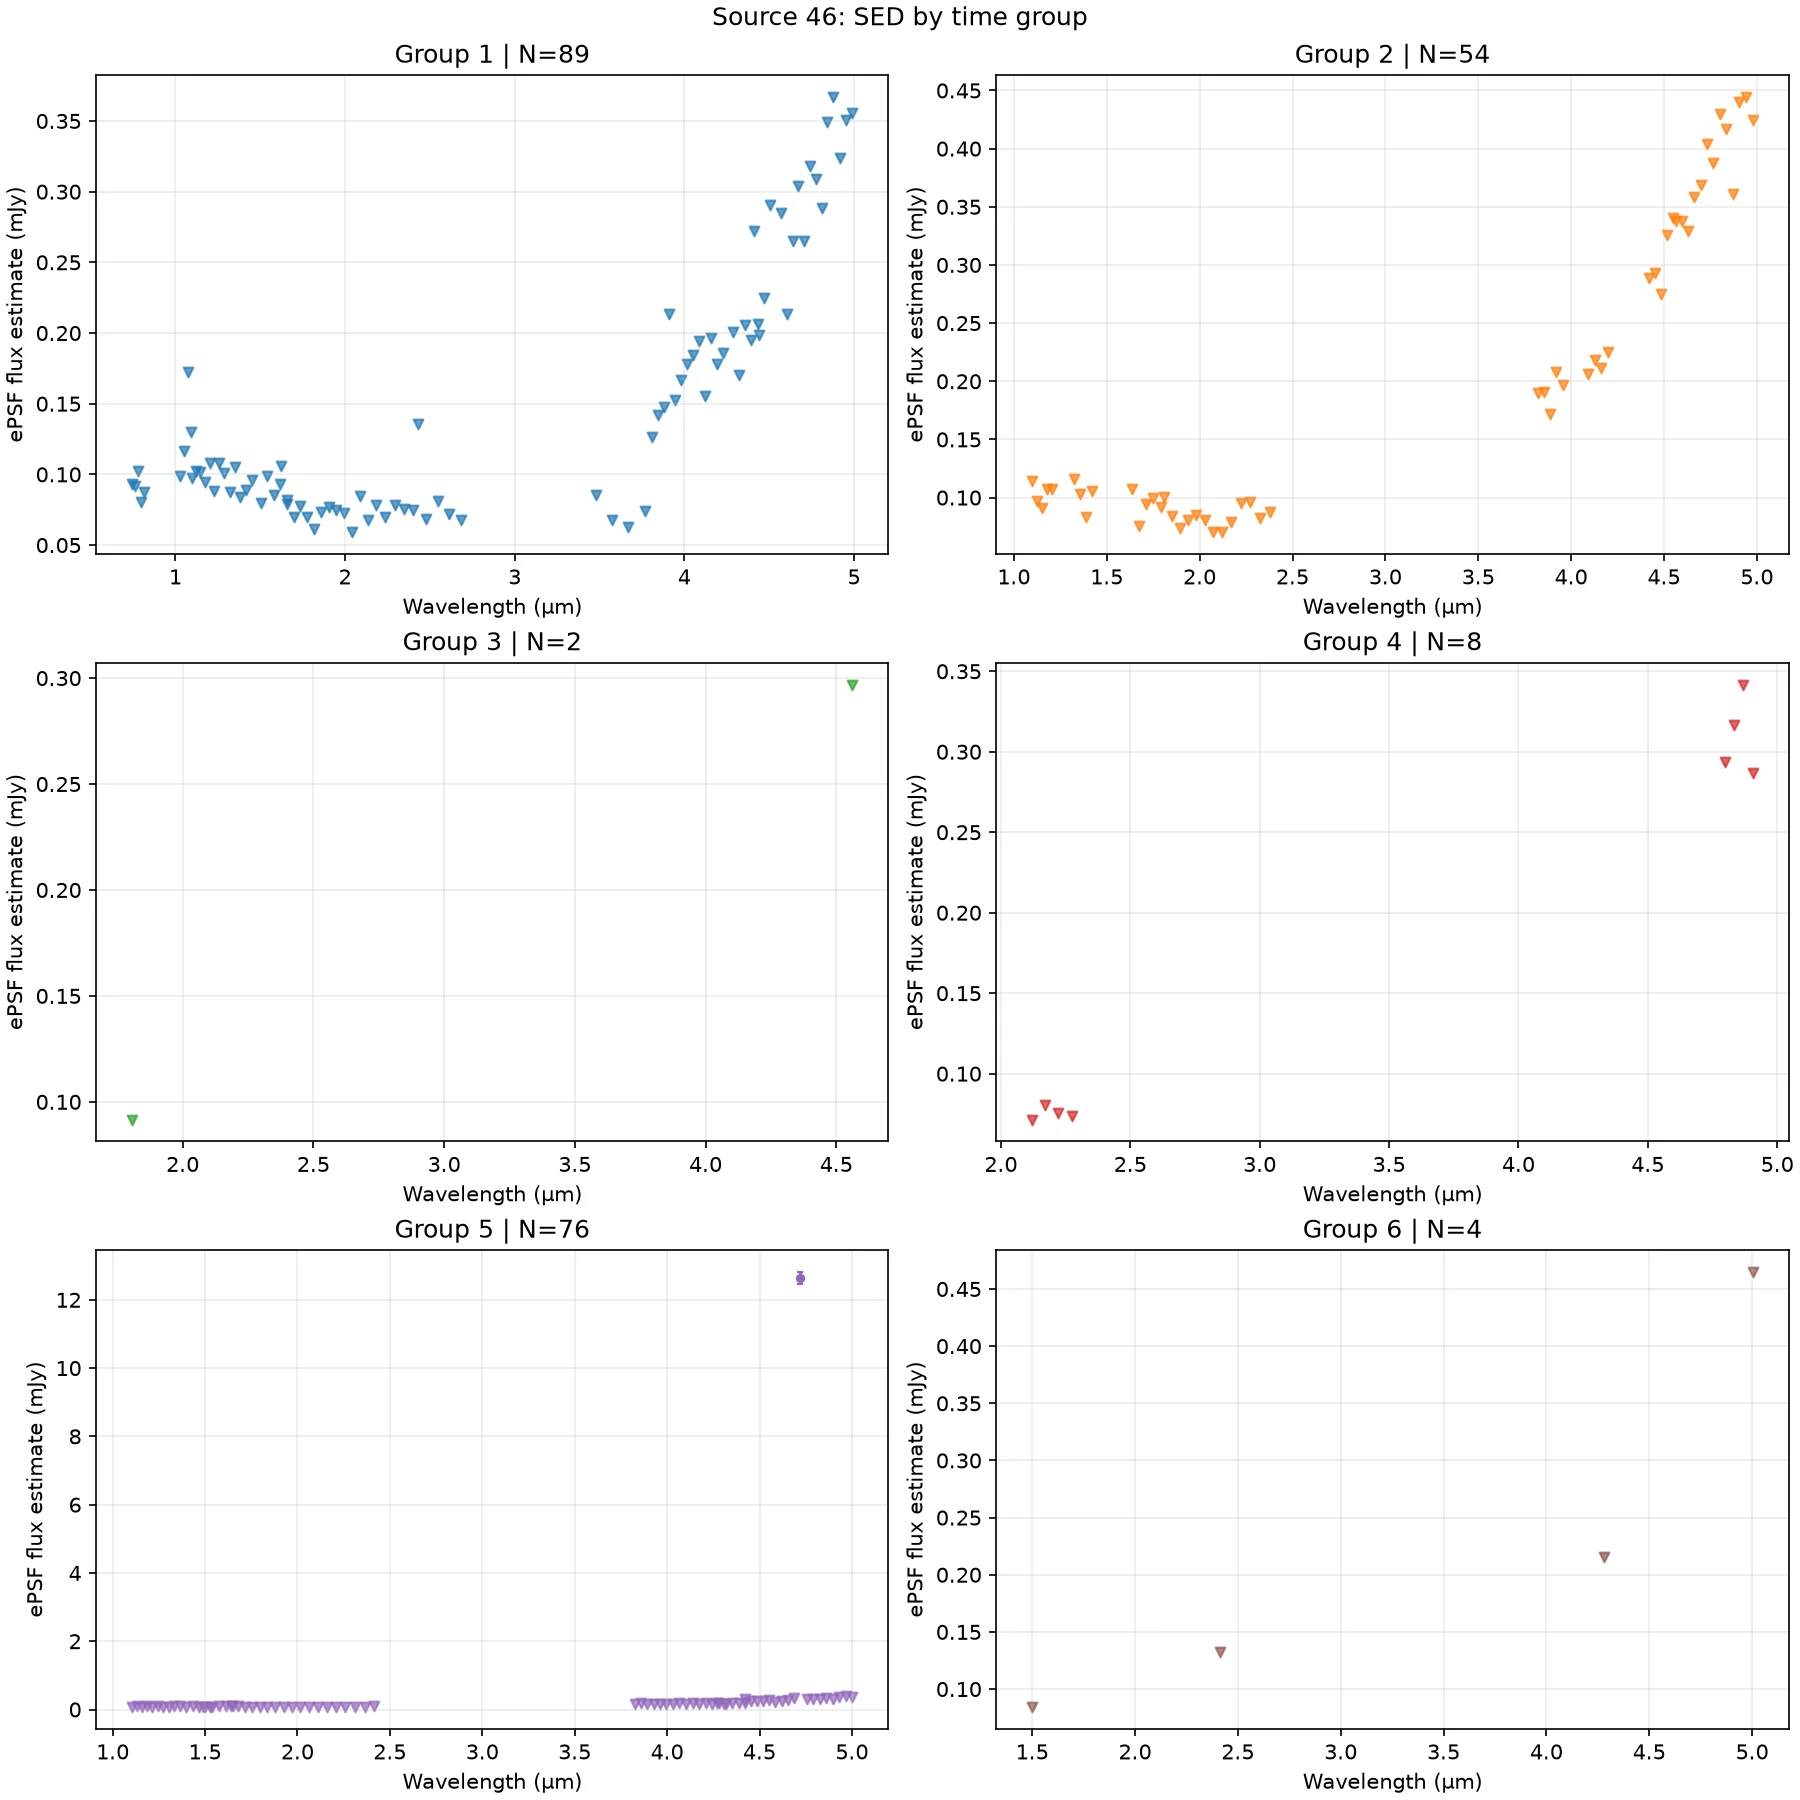 Source 46: SED by time group
Group 1 | N=89
ePSF flux estimate (mJy)
0.35
0.30
0.25
0.20
0.15
0.10
0.05
1 2 3 4 5
Wavelength (μm)
Group 2 | N=54
ePSF flux estimate (mJy)
0.45
0.40
0.35
0.30
0.25
0.20
0.15
0.10
1.0 1.5 2.0 2.5 3.0 3.5 4.0 4.5 5.0
Wavelength (μm)
Group 3 | N=2
ePSF flux estimate (mJy)
0.30
0.25
0.20
0.15
0.10
2.0 2.5 3.0 3.5 4.0 4.5
Wavelength (μm)
Group 4 | N=8
ePSF flux estimate (mJy)
0.35
0.30
0.25
0.20
0.15
0.10
2.0 2.5 3.0 3.5 4.0 4.5 5.0
Wavelength (μm)
Group 5 | N=76
ePSF flux estimate (mJy)
12
10
8
6
4
2
0
1.0 1.5 2.0 2.5 3.0 3.5 4.0 4.5 5.0
Wavelength (μm)
Group 6 | N=4
ePSF flux estimate (mJy)
0.45
0.40
0.35
0.30
0.25
0.20
0.15
0.10
1.5 2.0 2.5 3.0 3.5 4.0 4.5 5.0
Wavelength (μm)